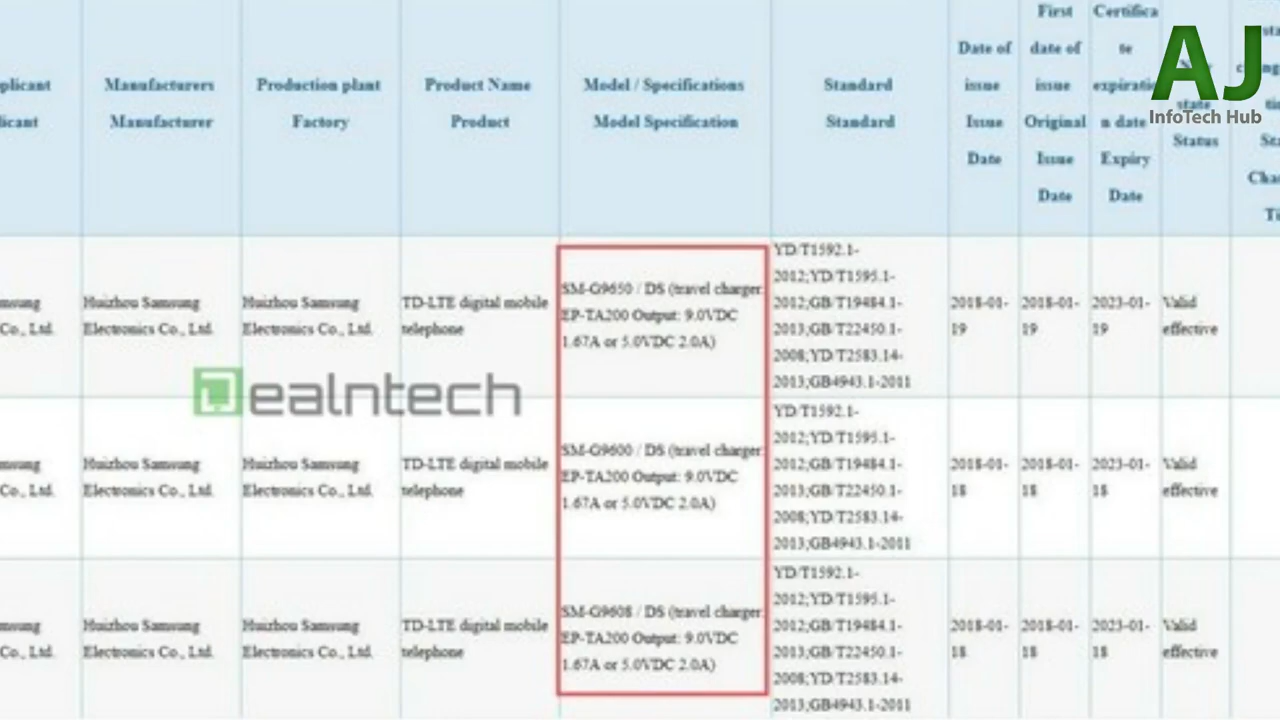 plicant
licant
Manufacturers
Manufacturer
Production plant
Factory
Product Name
Product
Model / Specifications
Model Specification
Standard
Standard
Date of
issue
Issue
Date
First
date of
issue
Original
Issue
Date
Certifica
te
expiratio
n date
Expiry
Date
state
Status
AJ
InfoTech Hub
msung
Co., Ltd.
Huizhou Samsung
Electronics Co., Ltd.
Huizhou Samsung
Electronics Co., Ltd.
TD-LTE digital mobile
telephone
SM-G9650 / DS (travel charger:
EP-TA200 Output: 9.0VDC
1.67A or 5.0VDC 2.0A)
YD/T1592.1-
2012;YD/T1595.1-
2012;GB/T19484.1-
2013;GB/T22450.1-
2008;YD/T2583.14-
2013;GB4943.1-2011
2018-01-
19
2018-01-
19
2023-01-
19
Valid
effective
Dealntech
msung
Co., Ltd.
Huizhou Samsung
Electronics Co., Ltd.
Huizhou Samsung
Electronics Co., Ltd.
TD-LTE digital mobile
telephone
SM-G9600 / DS (travel charger:
EP-TA200 Output: 9.0VDC
1.67A or 5.0VDC 2.0A)
YD/T1592.1-
2012;YD/T1595.1-
2012;GB/T19484.1-
2013;GB/T22450.1-
2008;YD/T2583.14-
2013;GB4943.1-2011
2018-01-
18
2018-01-
18
2023-01-
18
Valid
effective
msung
Co., Ltd.
Huizhou Samsung
Electronics Co., Ltd.
Huizhou Samsung
Electronics Co., Ltd.
TD-LTE digital mobile
telephone
SM-G9608 / DS (travel charger:
EP-TA200 Output: 9.0VDC
1.67A or 5.0VDC 2.0A)
YD/T1592.1-
2012;YD/T1595.1-
2012;GB/T19484.1-
2013;GB/T22450.1-
2008;YD/T2583.14-
2013;GB4943.1-2011
2018-01-
18
2018-01-
18
2023-01-
18
Valid
effective